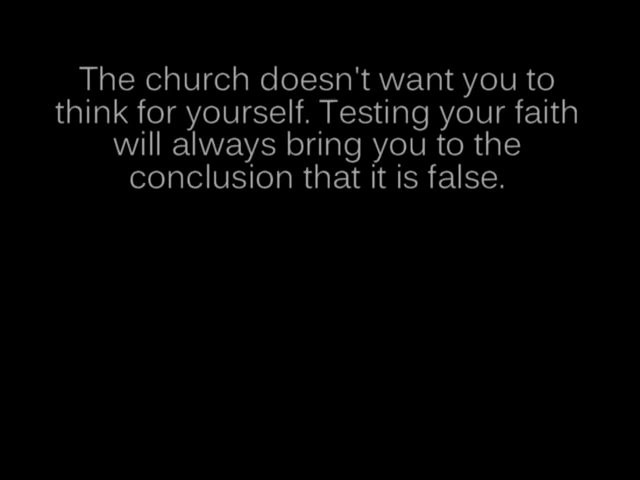 The church doesn't want you to
think for yourself. Testing your faith
will always bring you to the
conclusion that it is false.